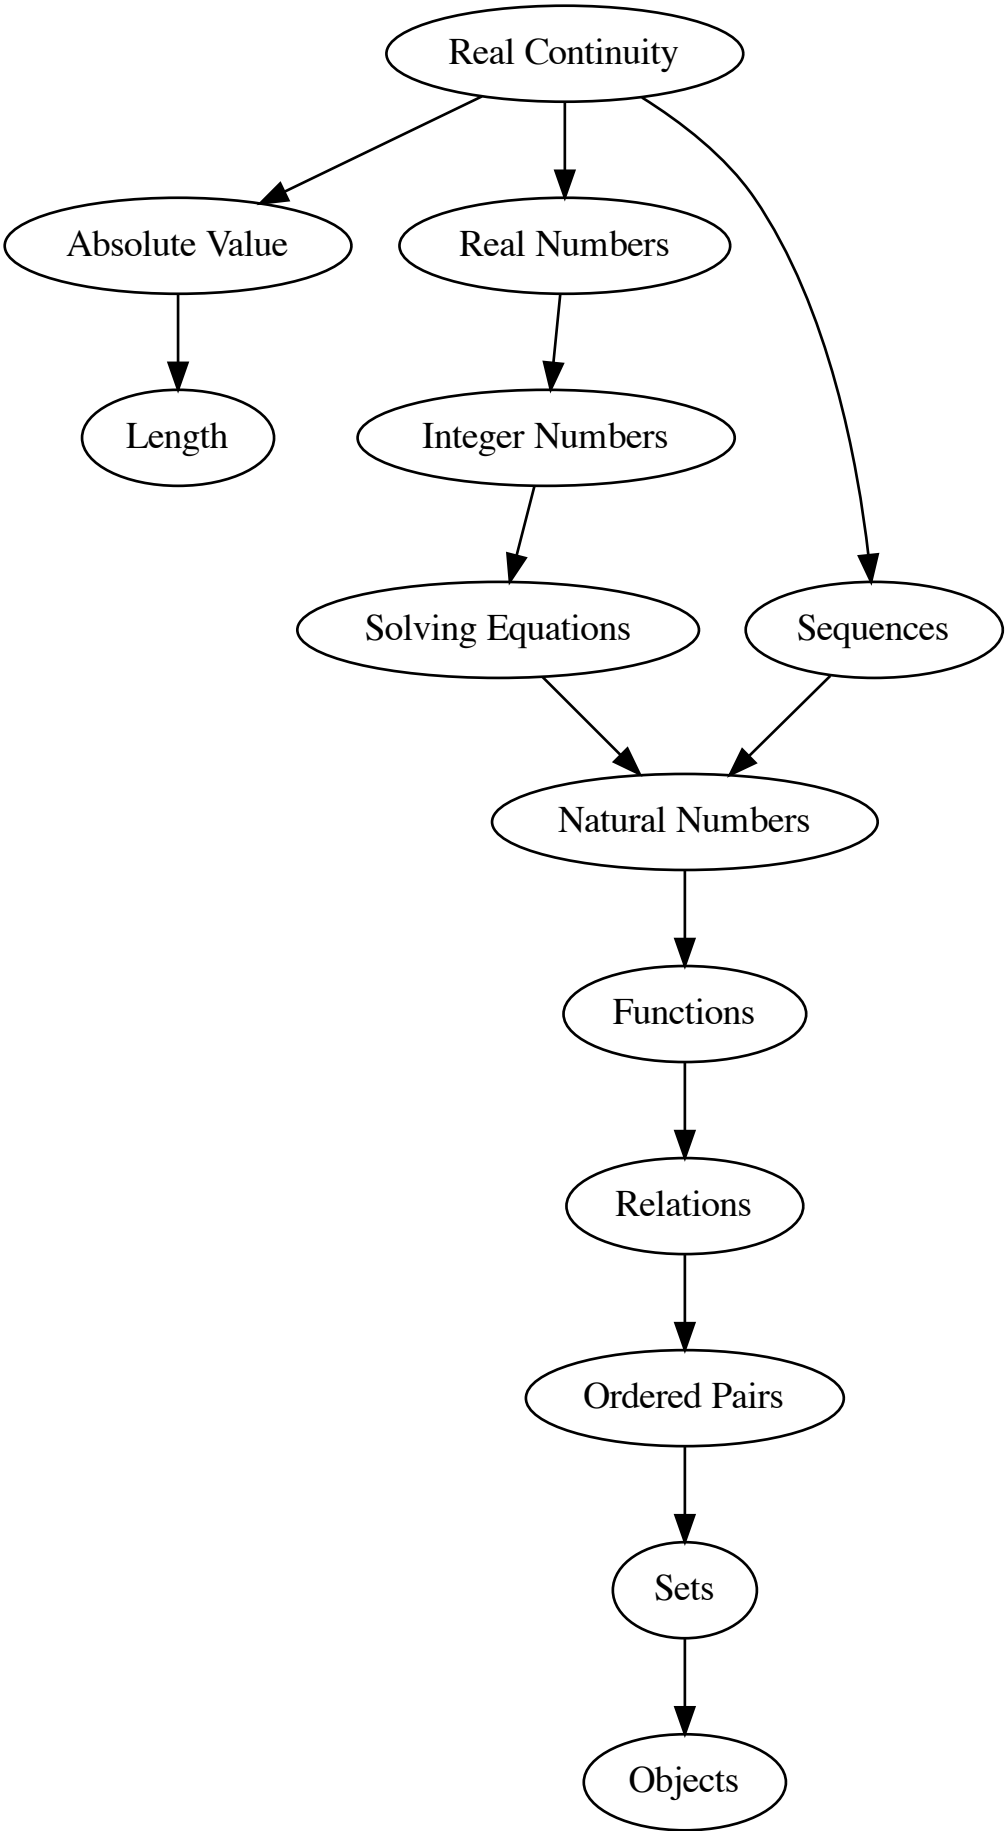 Real Continuity
Absolute Value
Real Numbers
Length
Integer Numbers
Solving Equations
Sequences
Natural Numbers
Functions
Relations
Ordered Pairs
Sets
Objects